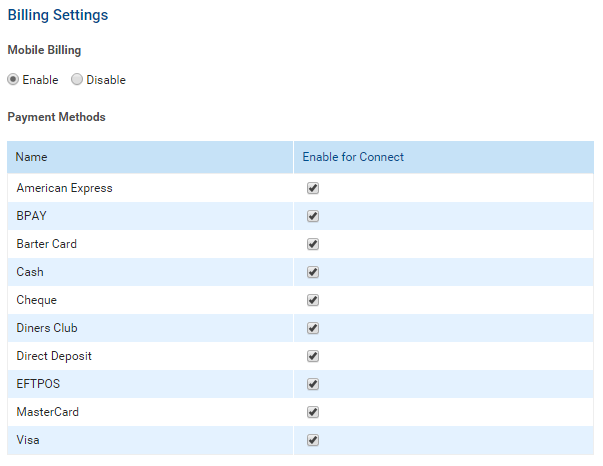 Billing Settings
Mobile Billing
Enable Disable
Payment Methods
Name Enable for Connect
American Express
BPAY
Barter Card
Cash
Cheque
Diners Club
Direct Deposit
EFTPOS
MasterCard
Visa